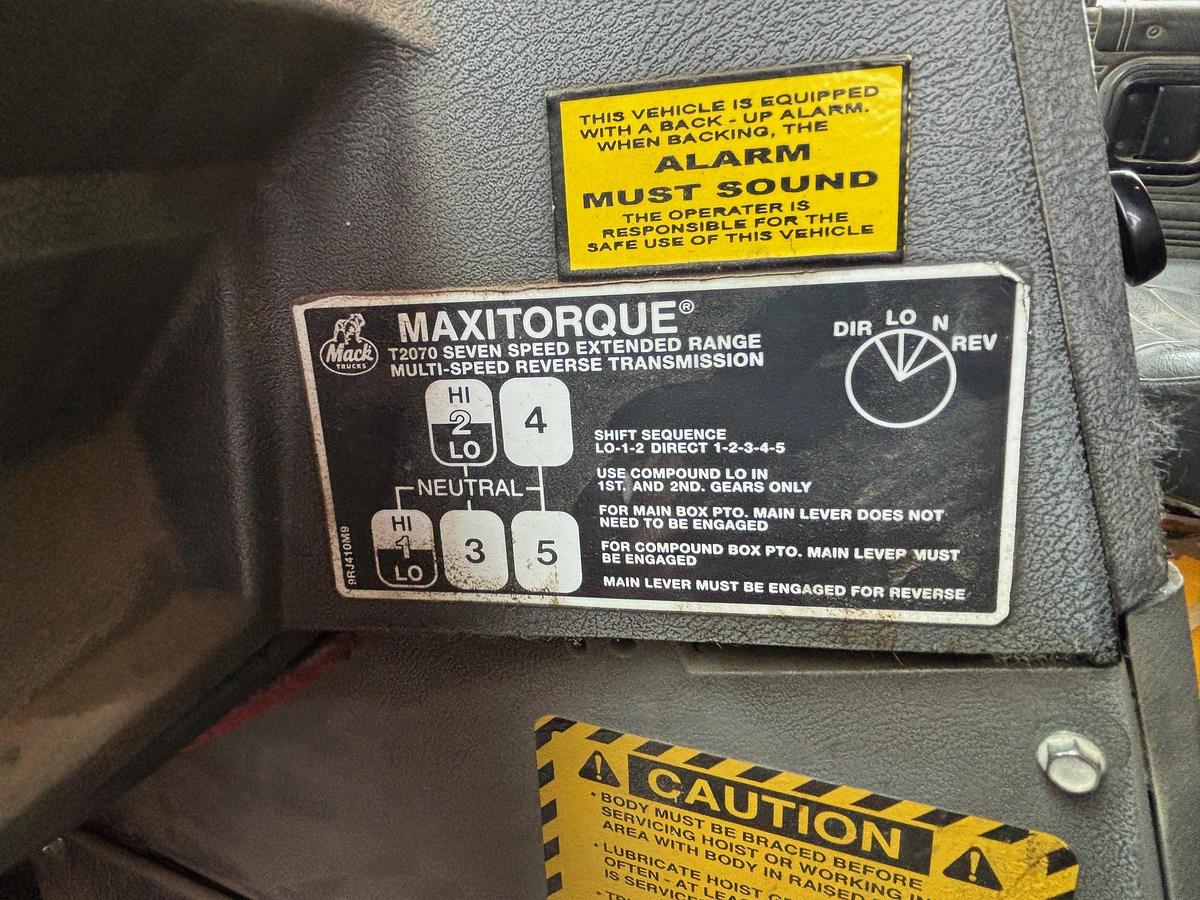 THIS VEHICLE IS EQUIPPED
WITH A BACK - UP ALARM.
WHEN BACKING, THE
ALARM
MUST SOUND
THE OPERATER IS
RESPONSIBLE FOR THE
SAFE USE OF THIS VEHICLE
Mack
TRUCKS
MAXITORQUE®
T2070 SEVEN SPEED EXTENDED RANGE
MULTI-SPEED REVERSE TRANSMISSION
DIR LO N REV
HI
2
LO
4
NEUTRAL
HI
1
LO
3
5
9RJ410M9
SHIFT SEQUENCE
LO-1-2 DIRECT 1-2-3-4-5
USE COMPOUND LO IN
1ST. AND 2ND. GEARS ONLY
FOR MAIN BOX PTO. MAIN LEVER DOES NOT
NEED TO BE ENGAGED
FOR COMPOUND BOX PTO. MAIN LEVER MUST
BE ENGAGED
MAIN LEVER MUST BE ENGAGED FOR REVERSE
CAUTION
• BODY MUST BE BRACED BEFORE
SERVICING HOIST OR WORKING IN
AREA WITH BODY IN RAISED
• LUBRICATE HOIST
OFTEN - AT
IS